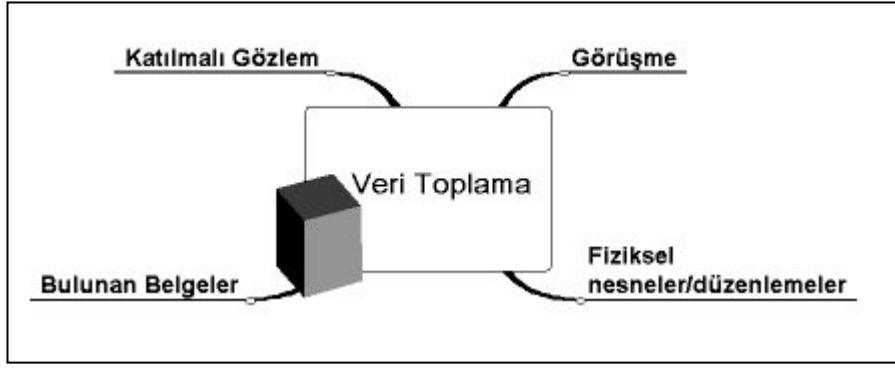 Katılmalı Gözlem
Görüşme
Veri Toplama
Bulunan Belgeler
Fiziksel
nesneler/düzenlemeler